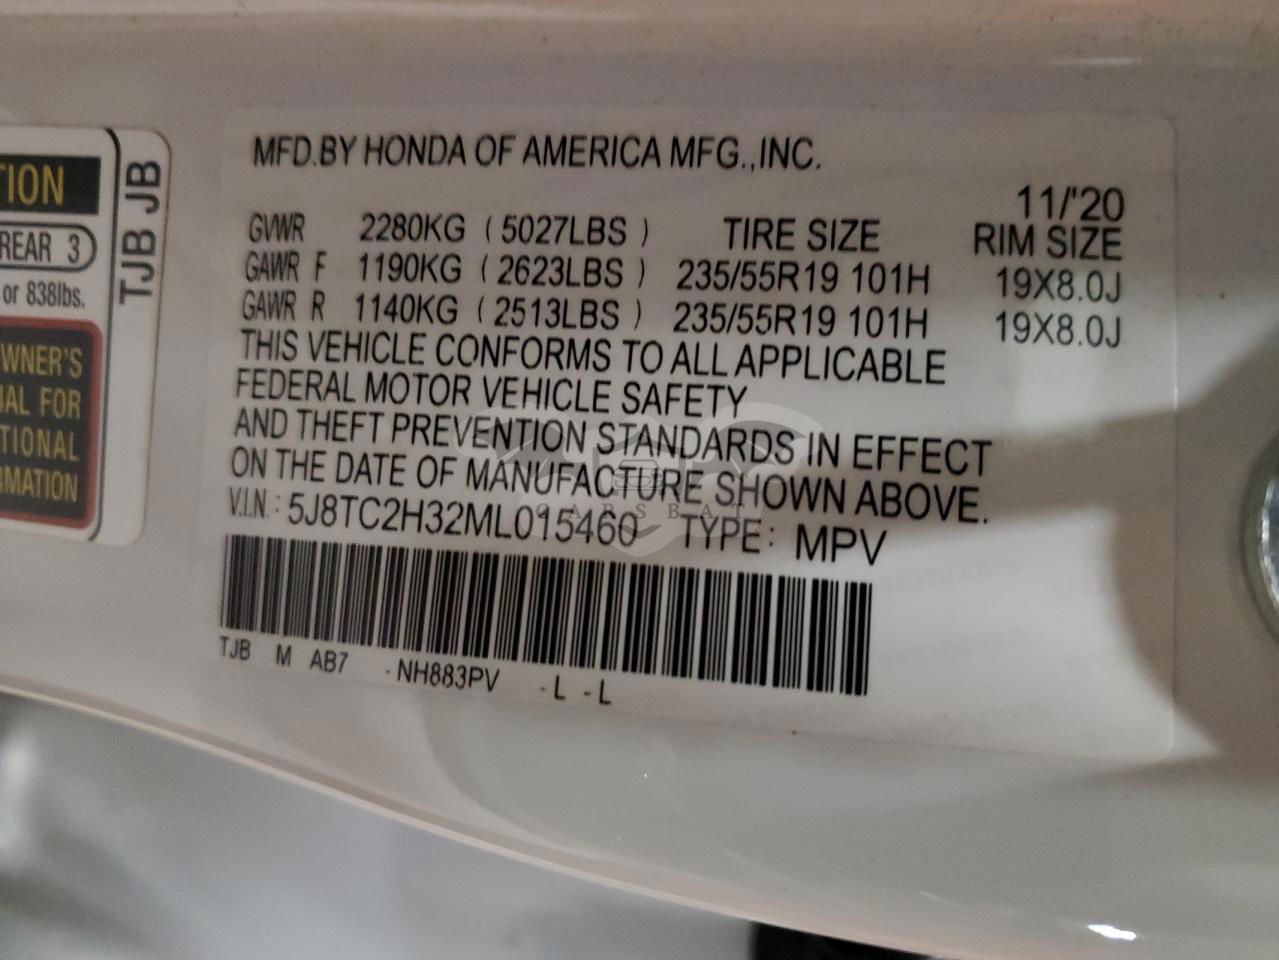 TION
REAR 3
or 838lbs.
WNER'S
AL FOR
TIONAL
RMATION
TJB JB
MFD.BY HONDA OF AMERICA MFG.,INC.
11/'20
GVWR 2280KG ( 5027LBS ) TIRE SIZE RIM SIZE
GAWR F 1190KG ( 2623LBS ) 235/55R19 101H 19X8.0J
GAWR R 1140KG ( 2513LBS ) 235/55R19 101H 19X8.0J
THIS VEHICLE CONFORMS TO ALL APPLICABLE
FEDERAL MOTOR VEHICLE SAFETY
AND THEFT PREVENTION STANDARDS IN EFFECT
ON THE DATE OF MANUFACTURE SHOWN ABOVE.
V.I.N.: 5J8TC2H32ML015460 TYPE: MPV
TJB M AB7 -NH883PV -L -L